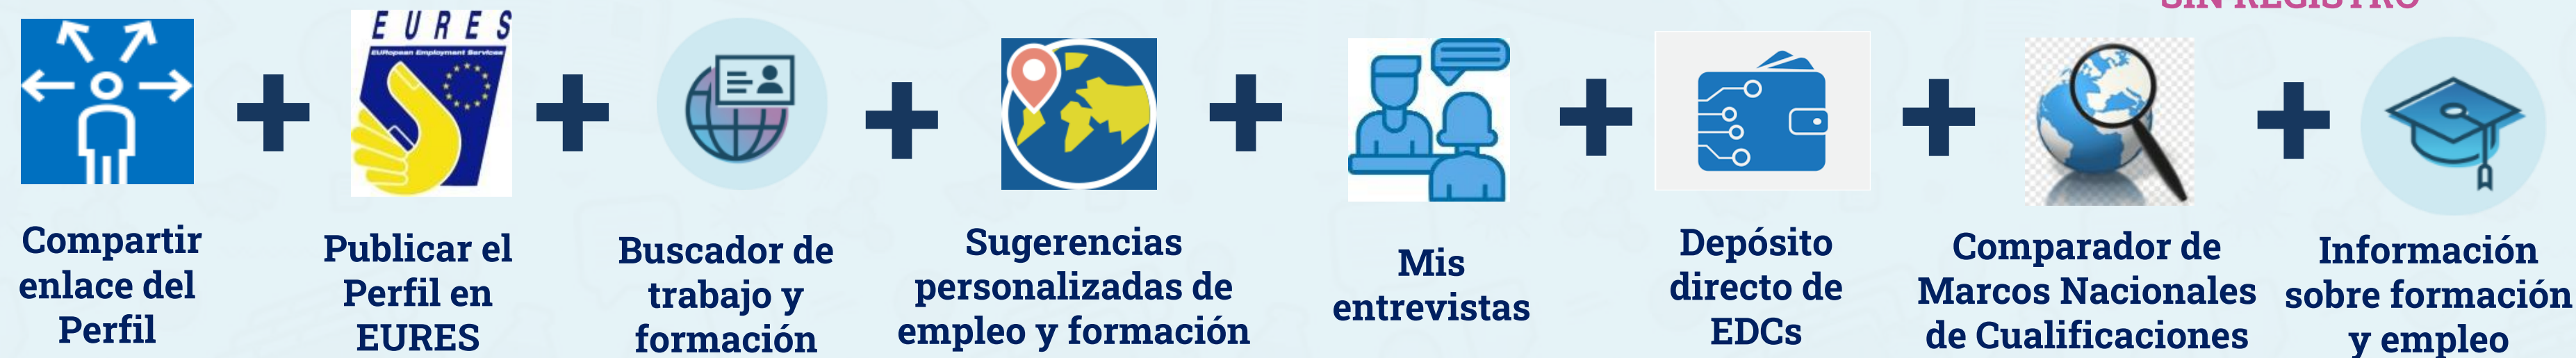 SIN REGISTRO
EURES
EURopean Employment Services
Compartir
enlace del
Perfil
Publicar el
Perfil en
EURES
Buscador de
trabajo y
formación
Sugerencias
personalizadas de
empleo y formación
Mis
entrevistas
Depósito
directo de
EDCs
Comparador de
Marcos Nacionales
de Cualificaciones
Información
sobre formación
y empleo